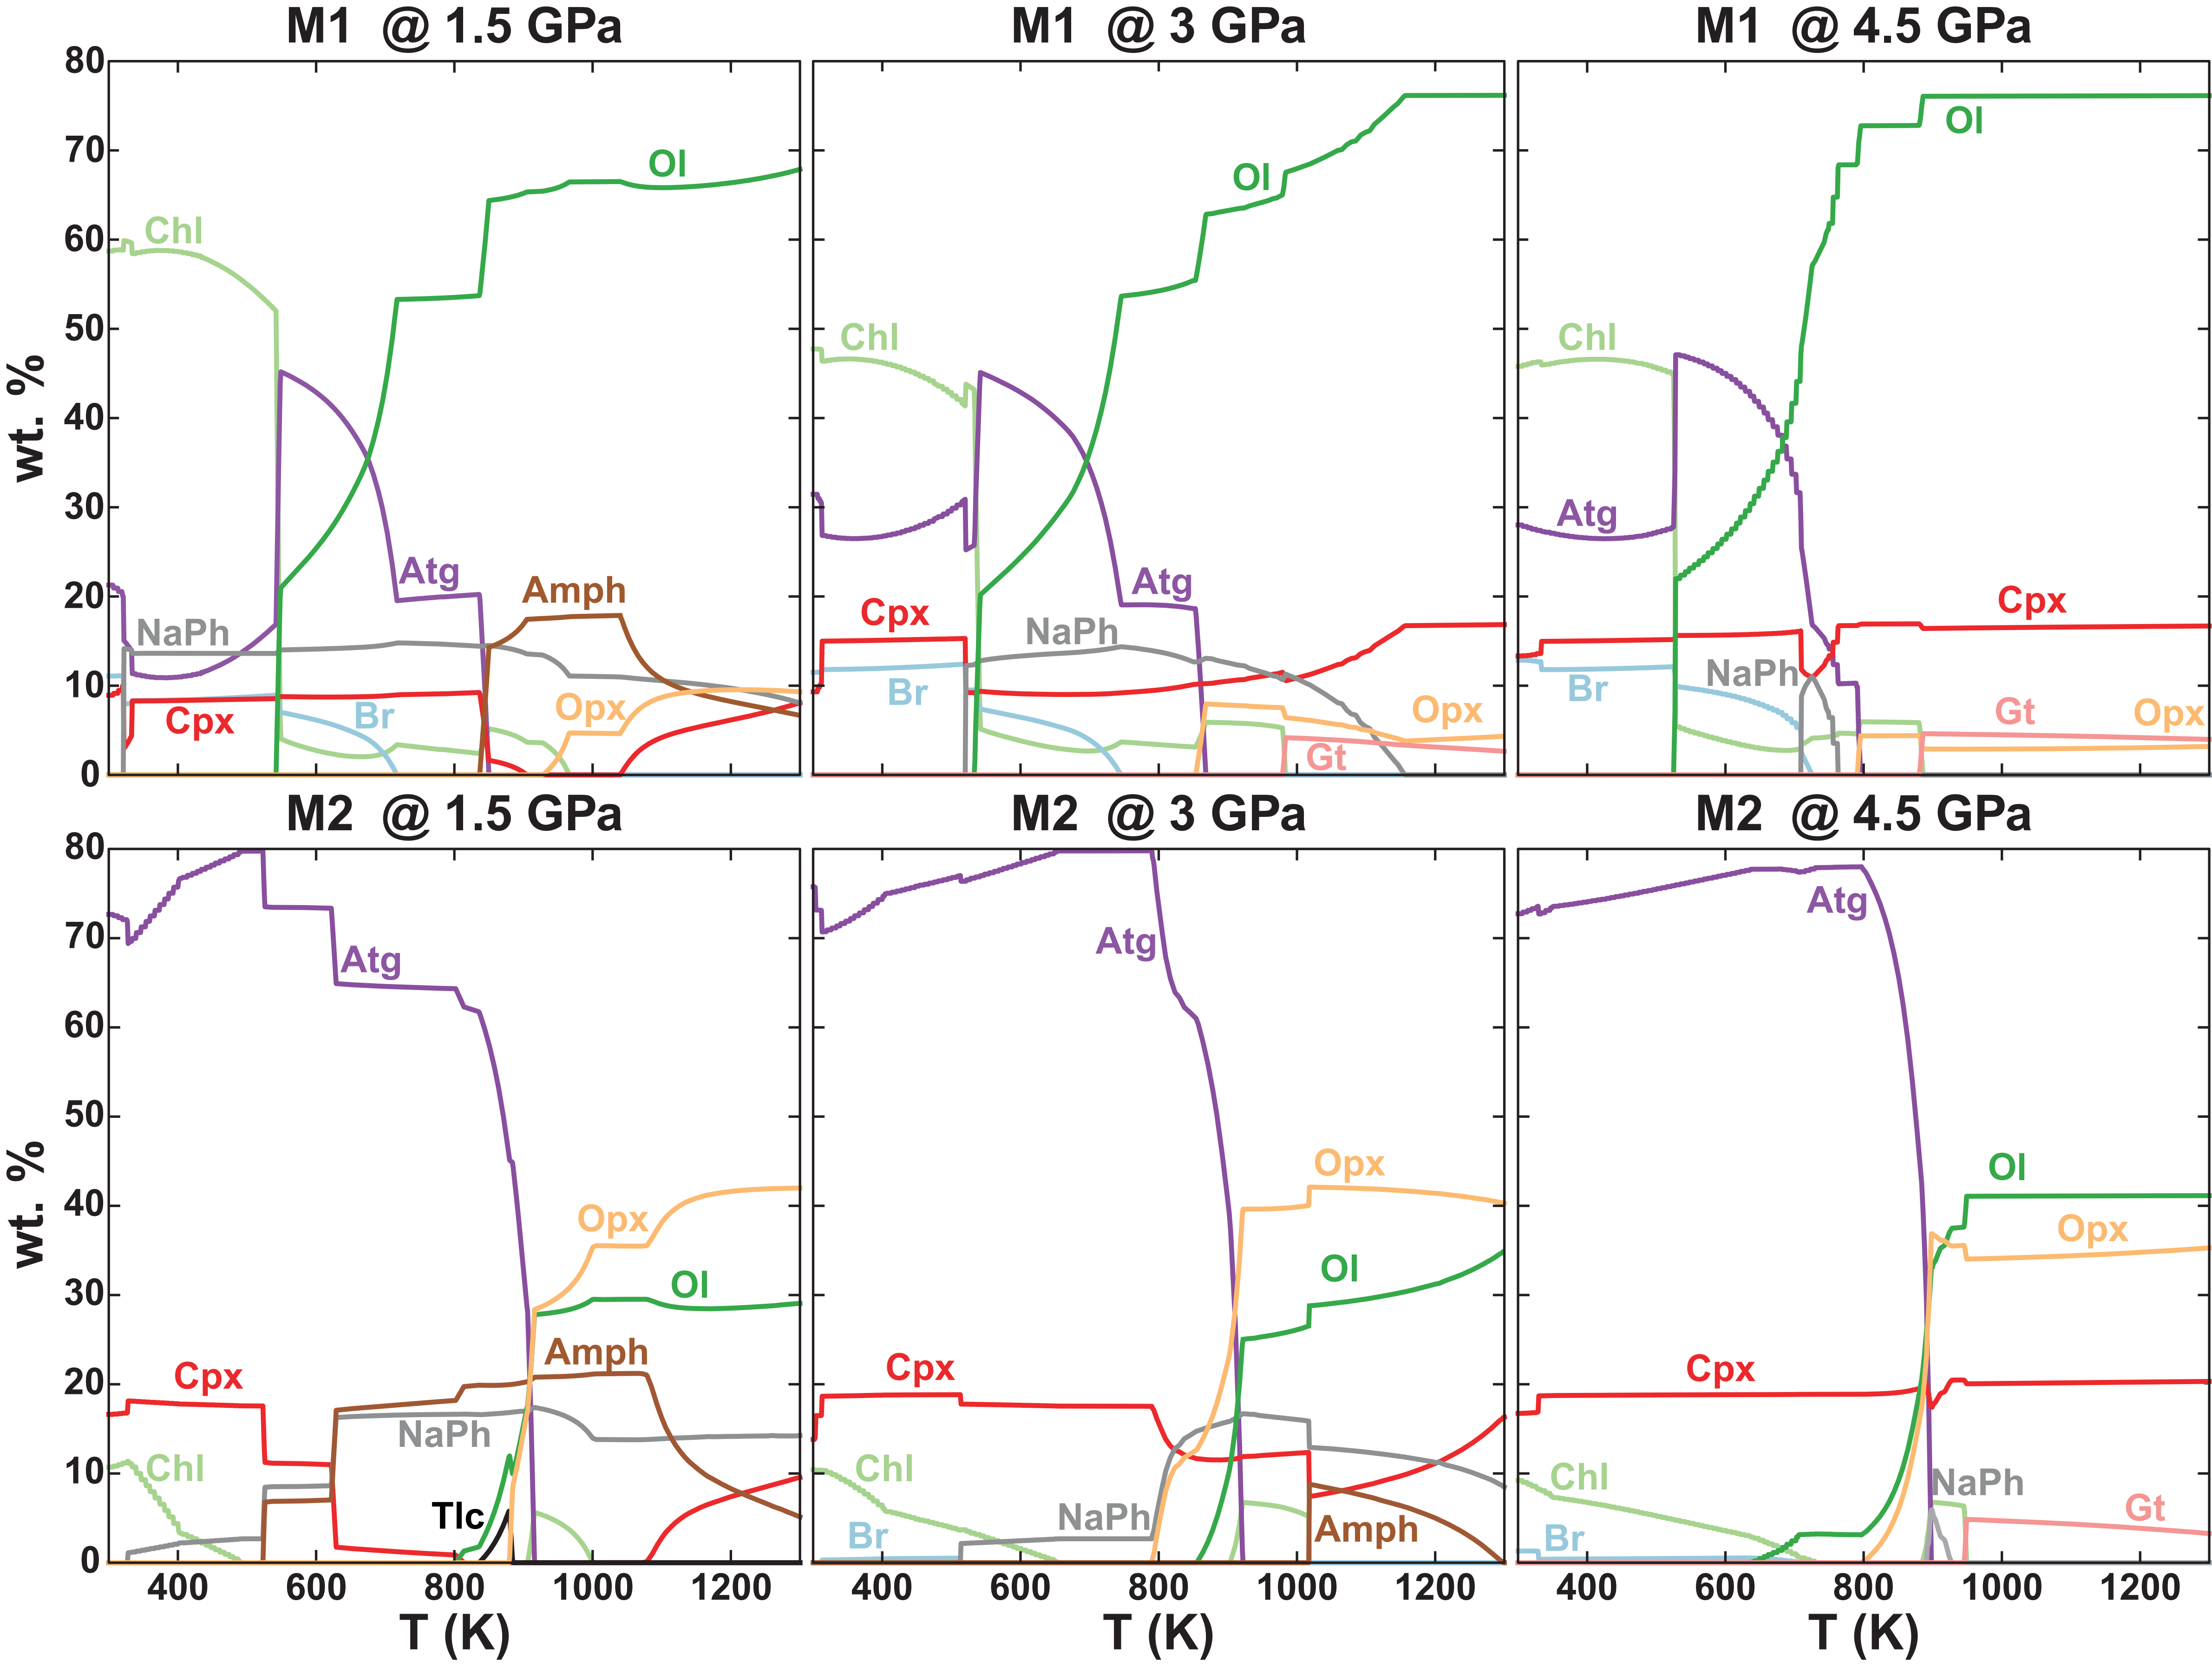 M1 @ 1.5 GPa
M1 @ 3 GPa
M1 @ 4.5 GPa
wt. %
80
70
60
50
40
30
20
10
0
Chl
Ol
Atg
NaPh
Cpx
Br
Amph
Opx
Chl
Ol
Atg
Cpx
NaPh
Br
Opx
Gt
Chl
Ol
Atg
Cpx
Br
NaPh
Gt
Opx
M2 @ 1.5 GPa
M2 @ 3 GPa
M2 @ 4.5 GPa
wt. %
80
70
60
50
40
30
20
10
0
Atg
Cpx
Chl
NaPh
Tlc
Opx
Ol
Amph
Atg
Cpx
Chl
Br
NaPh
Opx
Ol
Amph
Atg
Cpx
Chl
Br
Ol
Opx
NaPh
Gt
400 600 800 1000 1200
400 600 800 1000 1200
400 600 800 1000 1200
T (K)
T (K)
T (K)